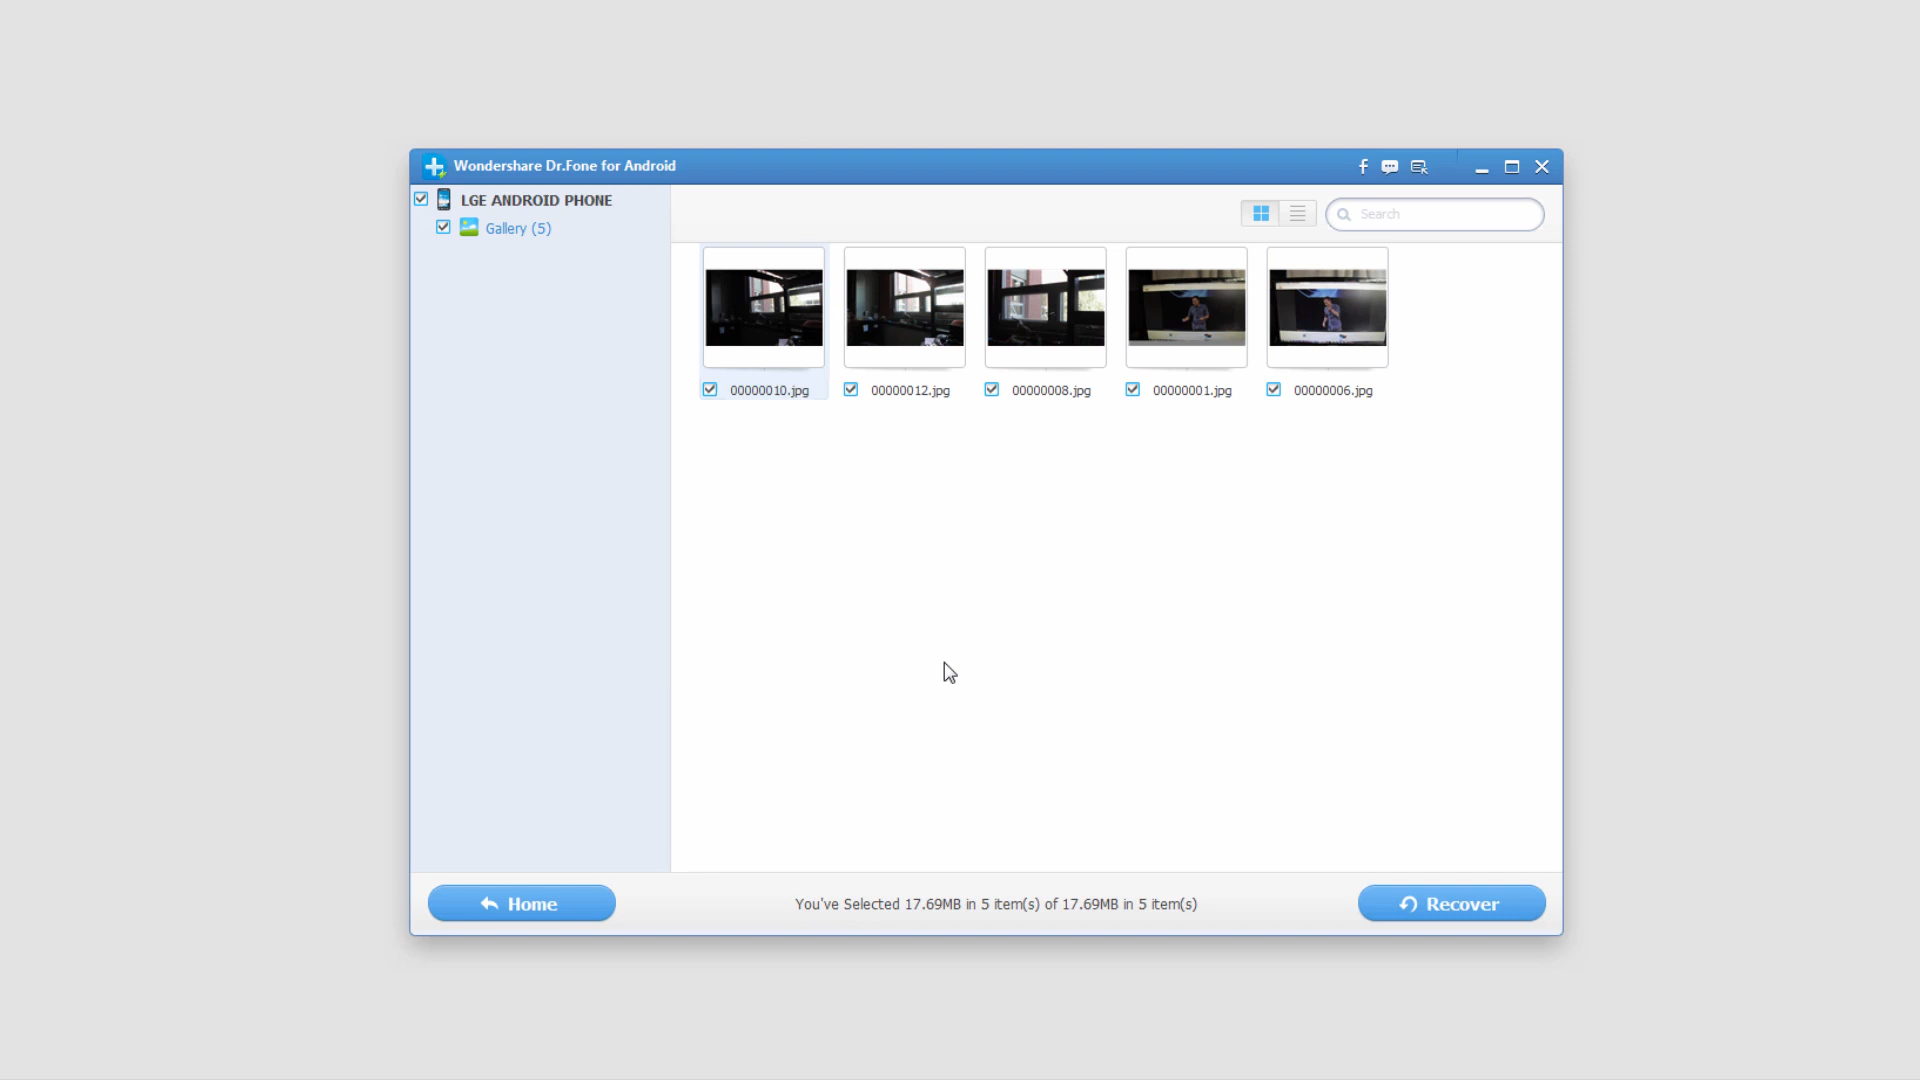 Wondershare Dr.Fone for Android
LGE ANDROID PHONE
Gallery (5)
Search
00000010.jpg
00000012.jpg
00000008.jpg
00000001.jpg
00000006.jpg
Home
You've Selected 17.69MB in 5 item(s) of 17.69MB in 5 item(s)
Recover